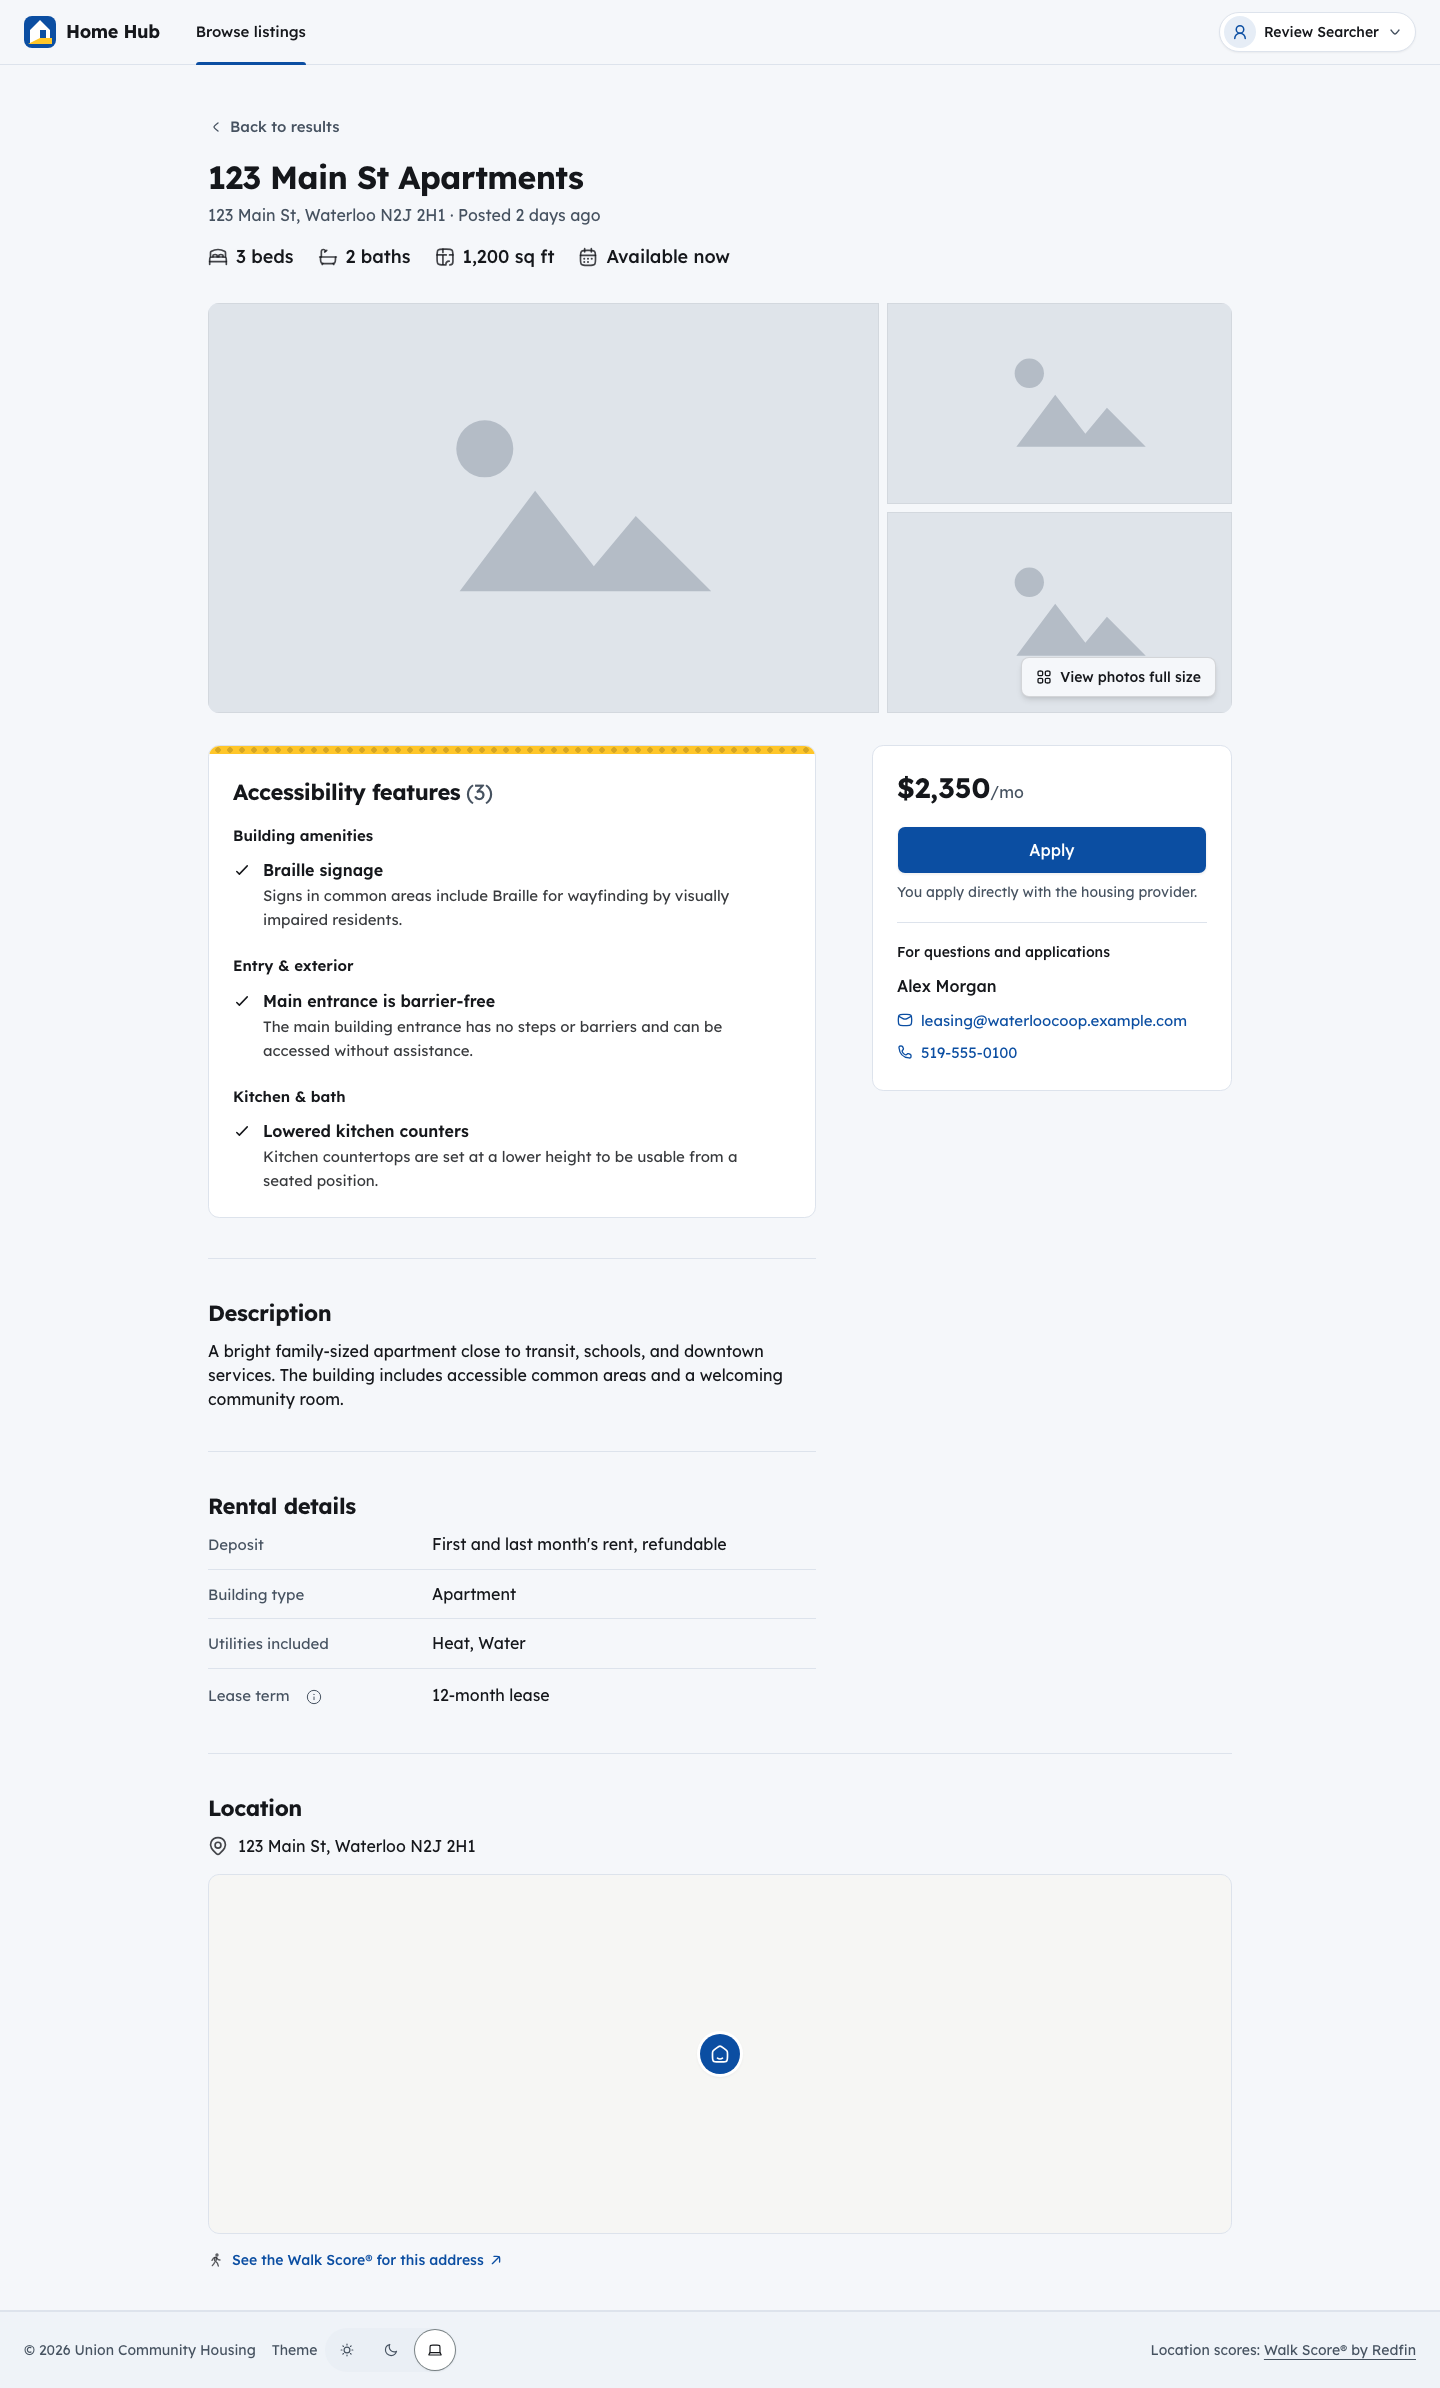 Home Hub
Browse listings
Review Searcher
Back to results
123 Main St Apartments
123 Main St, Waterloo N2J 2H1 · Posted 2 days ago
3 beds
2 baths
1,200 sq ft
Available now
View photos full size
Accessibility features (3)
Building amenities
Braille signage
Signs in common areas include Braille for wayfinding by visually
impaired residents.
Entry & exterior
Main entrance is barrier-free
The main building entrance has no steps or barriers and can be
accessed without assistance.
Kitchen & bath
Lowered kitchen counters
Kitchen countertops are set at a lower height to be usable from a
seated position.
$2,350/mo
Apply
You apply directly with the housing provider.
For questions and applications
Alex Morgan
leasing@waterloocoop.example.com
519-555-0100
Description
A bright family-sized apartment close to transit, schools, and downtown
services. The building includes accessible common areas and a welcoming
community room.
Rental details
Deposit
First and last month's rent, refundable
Building type
Apartment
Utilities included
Heat, Water
Lease term
12-month lease
Location
123 Main St, Waterloo N2J 2H1
See the Walk Score® for this address
© 2026 Union Community Housing
Theme
Location scores: Walk Score® by Redfin